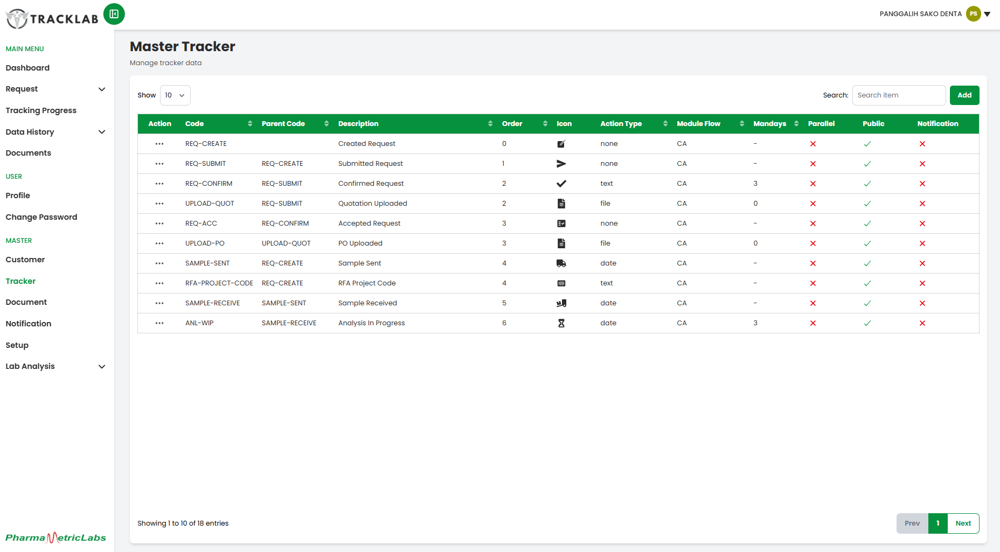 TRACKLAB
PANGGALIH SAKO DENTA PS
MAIN MENU
Dashboard
Request
Tracking Progress
Data History
Documents
USER
Profile
Change Password
MASTER
Customer
Tracker
Document
Notification
Setup
Lab Analysis
PharmaMetricLabs
Master Tracker
Manage tracker data
Show 10 Search: Search item Add
Action Code Parent Code Description Order Icon Action Type Module Flow Mandays Parallel Public Notification
... REQ-CREATE Created Request 0 none CA -
... REQ-SUBMIT REQ-CREATE Submitted Request 1 none CA -
... REQ-CONFIRM REQ-SUBMIT Confirmed Request 2 text CA 3
... UPLOAD-QUOT REQ-SUBMIT Quotation Uploaded 2 file CA 0
... REQ-ACC REQ-CONFIRM Accepted Request 3 none CA -
... UPLOAD-PO UPLOAD-QUOT PO Uploaded 3 file CA 0
... SAMPLE-SENT REQ-CREATE Sample Sent 4 date CA -
... RFA-PROJECT-CODE REQ-CREATE RFA Project Code 4 text CA -
... SAMPLE-RECEIVE SAMPLE-SENT Sample Received 5 date CA -
... ANL-WIP SAMPLE-RECEIVE Analysis In Progress 6 date CA 3
Showing 1 to 10 of 18 entries
Prev 1 Next